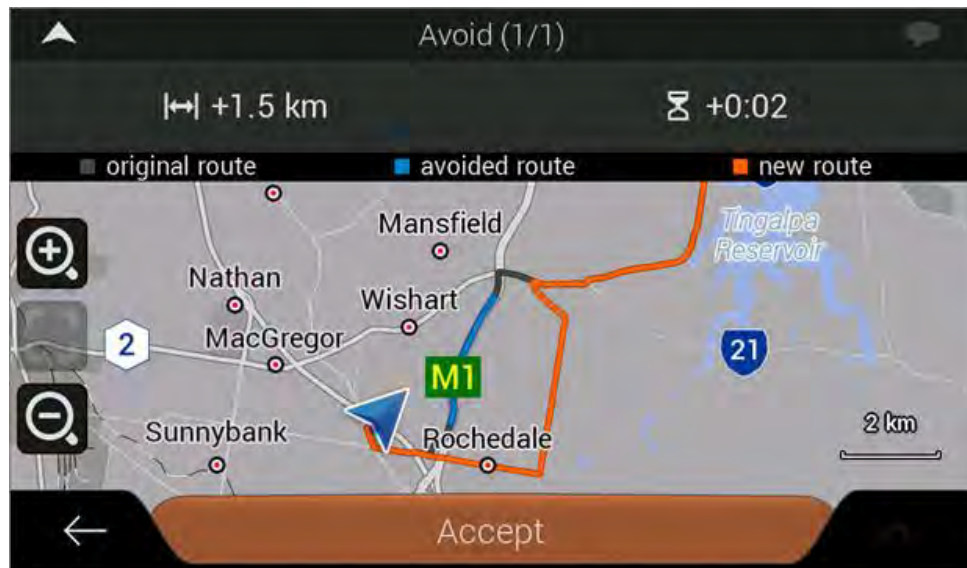 Avoid (1/1)
+1.5 km
+0:02
original route
avoided route
new route
Tingalpa
Reservoir
Mansfield
Nathan
Wishart
2
MacGregor
21
M1
2 km
Sunnybank
Rochedale
Accept